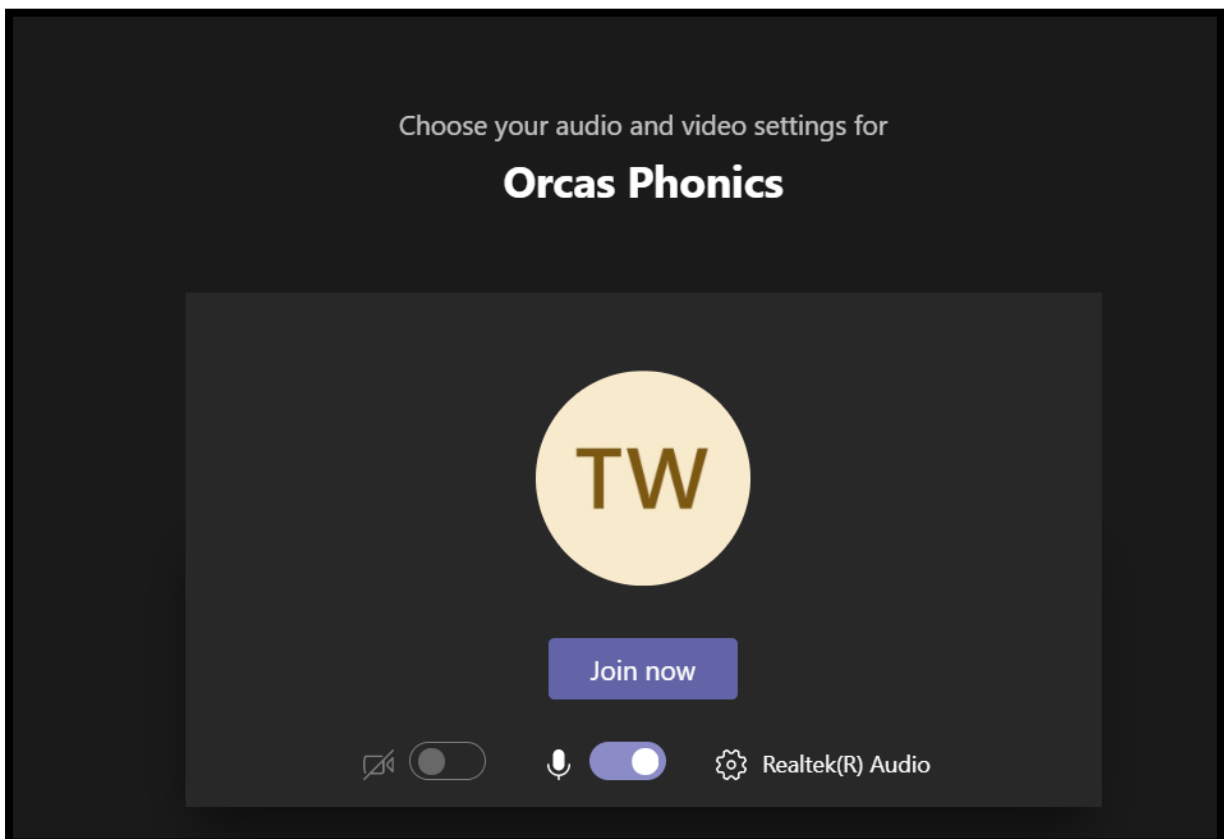 Choose your audio and video settings for
Orcas Phonics
TW
Join now
Realtek(R) Audio